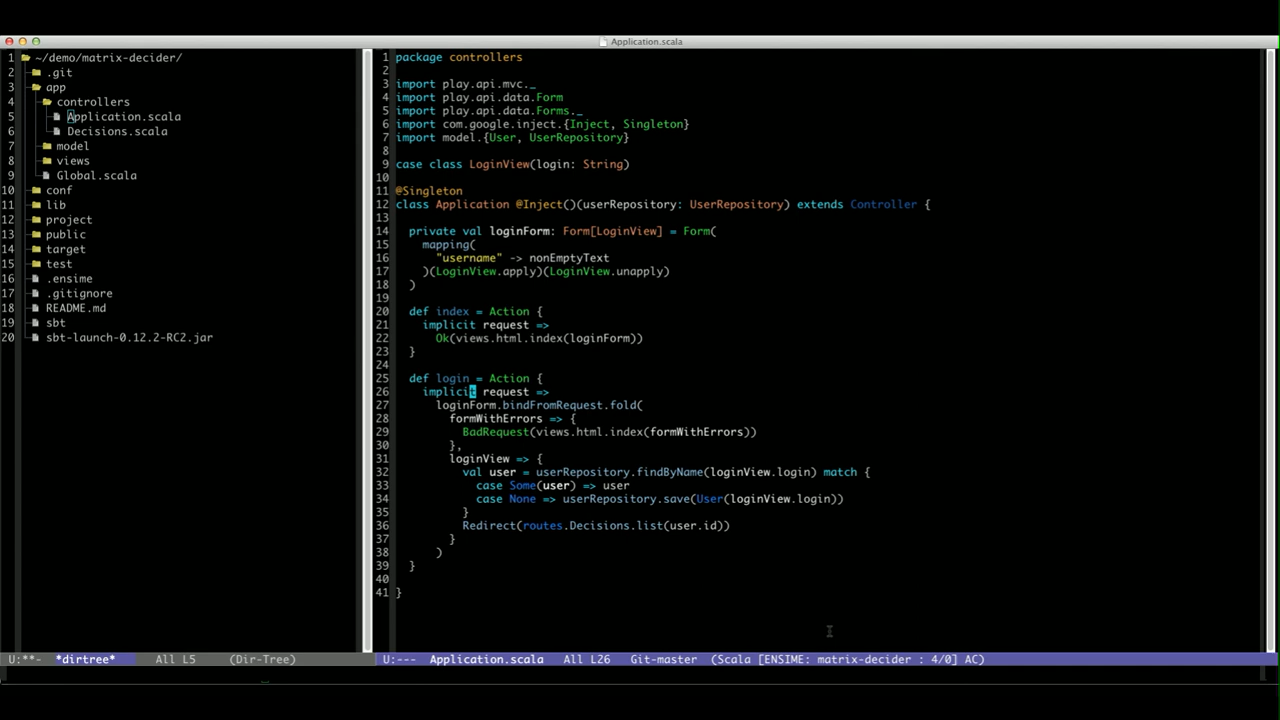 Application.scala
1 ~/demo/matrix-decider/
2 .git
3 app
4 controllers
5 Application.scala
6 Decisions.scala
7 model
8 views
9 Global.scala
10 conf
11 lib
12 project
13 public
14 target
15 test
16 .ensime
17 .gitignore
18 README.md
19 sbt
20 sbt-launch-0.12.2-RC2.jar
1 package controllers
2
3 import play.api.mvc._
4 import play.api.data.Form
5 import play.api.data.Forms._
6 import com.google.inject.{Inject, Singleton}
7 import model.{User, UserRepository}
8
9 case class LoginView(login: String)
10
11 @Singleton
12 class Application @Inject()(userRepository: UserRepository) extends Controller {
13
14   private val loginForm: Form[LoginView] = Form(
15     mapping(
16       "username" -> nonEmptyText
17     )(LoginView.apply)(LoginView.unapply)
18   )
19
20   def index = Action {
21     implicit request =>
22       Ok(views.html.index(loginForm))
23   }
24
25   def login = Action {
26     implicit request =>
27       loginForm.bindFromRequest.fold(
28         formWithErrors => {
29           BadRequest(views.html.index(formWithErrors))
30         },
31         loginView => {
32           val user = userRepository.findByName(loginView.login) match {
33             case Some(user) => user
34             case None => userRepository.save(User(loginView.login))
35           }
36           Redirect(routes.Decisions.list(user.id))
37         }
38       )
39   }
40
41 }
U:**- *dirtree* All L5 (Dir-Tree)
U:--- Application.scala All L26 Git-master (Scala [ENSIME: matrix-decider : 4/0] AC)